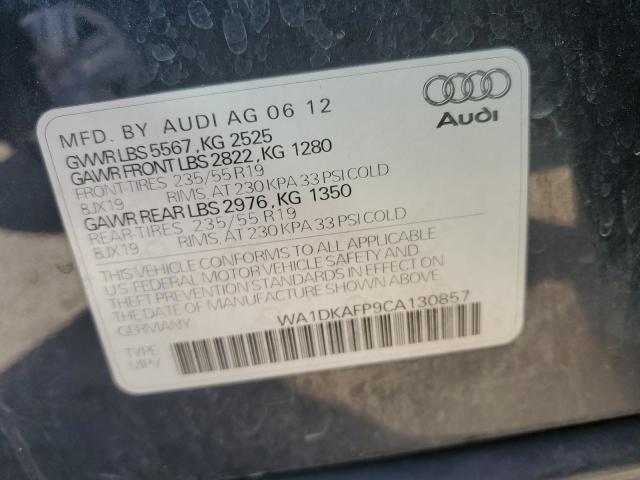 Audi
MFD. BY AUDI AG 06 12
GVWR LBS 5567, KG 2525
GAWR FRONT LBS 2822, KG 1280
FRONT-TIRES 235/55 R19
8JX19 RIMS, AT 230 KPA 33 PSI COLD
GAWR REAR LBS 2976, KG 1350
REAR-TIRES 235/55 R19
8JX19 RIMS, AT 230 KPA 33 PSI COLD
THIS VEHICLE CONFORMS TO ALL APPLICABLE
U.S. FEDERAL MOTOR VEHICLE SAFETY AND
THEFT PREVENTION STANDARDS IN EFFECT ON
THE DATE OF MANUFACTURE SHOWN ABOVE.
GERMANY
WA1DKAFP9CA130857
TYPE
MPV